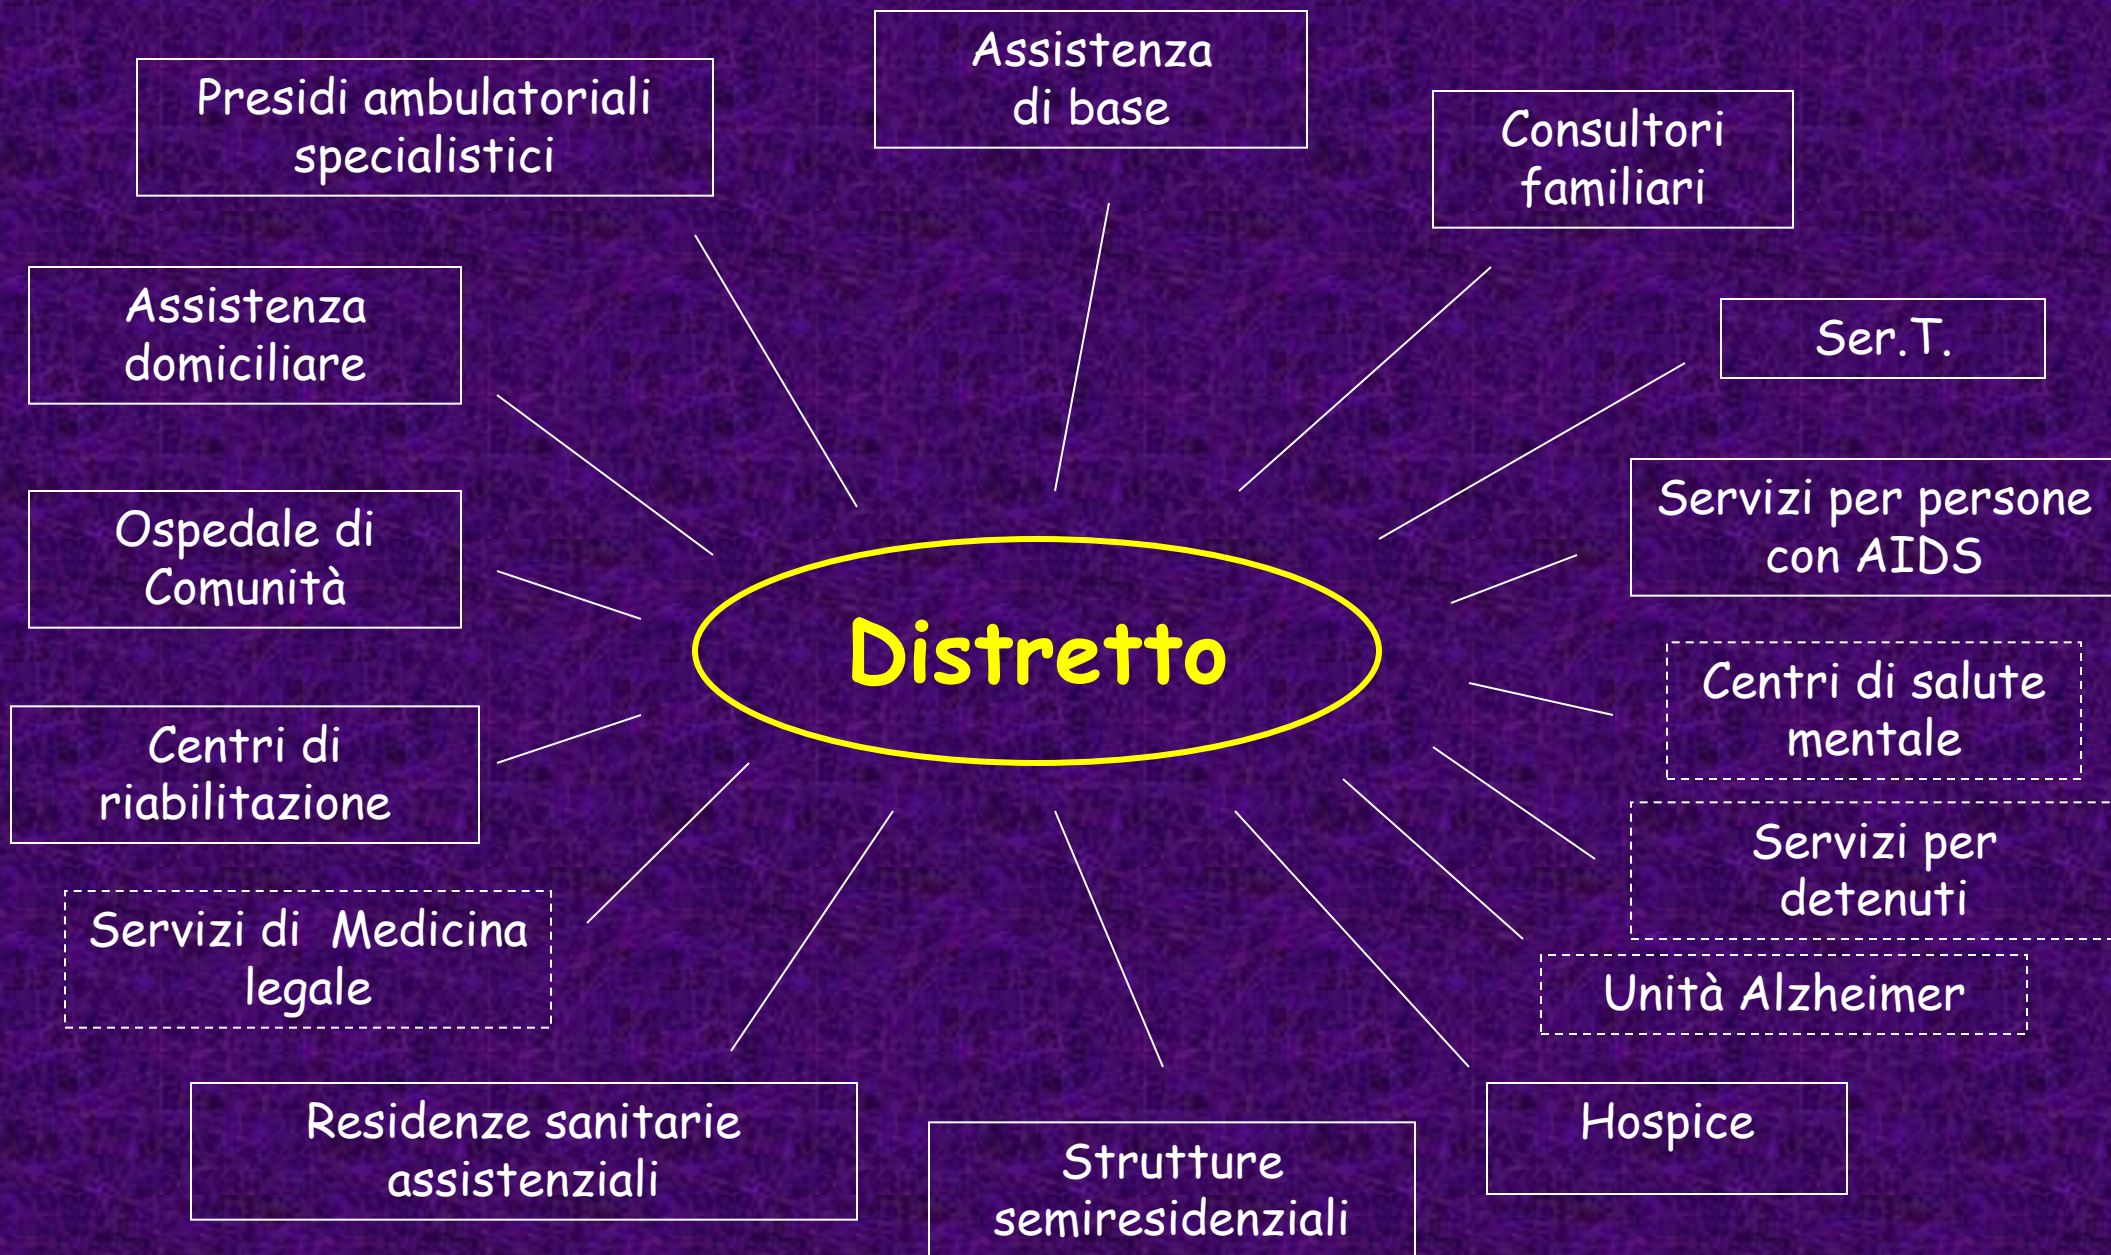 Assistenza
di base
Presidi ambulatoriali
specialistici
Consultori
familiari
Assistenza
domiciliare
Ser.T.
Ospedale di
Comunità
Servizi per persone
con AIDS
Distretto
Centri di salute
mentale
Centri di
riabilitazione
Servizi per
detenuti
Servizi di  Medicina
legale
Unità Alzheimer
Residenze sanitarie
assistenziali
Strutture
semiresidenziali
Hospice